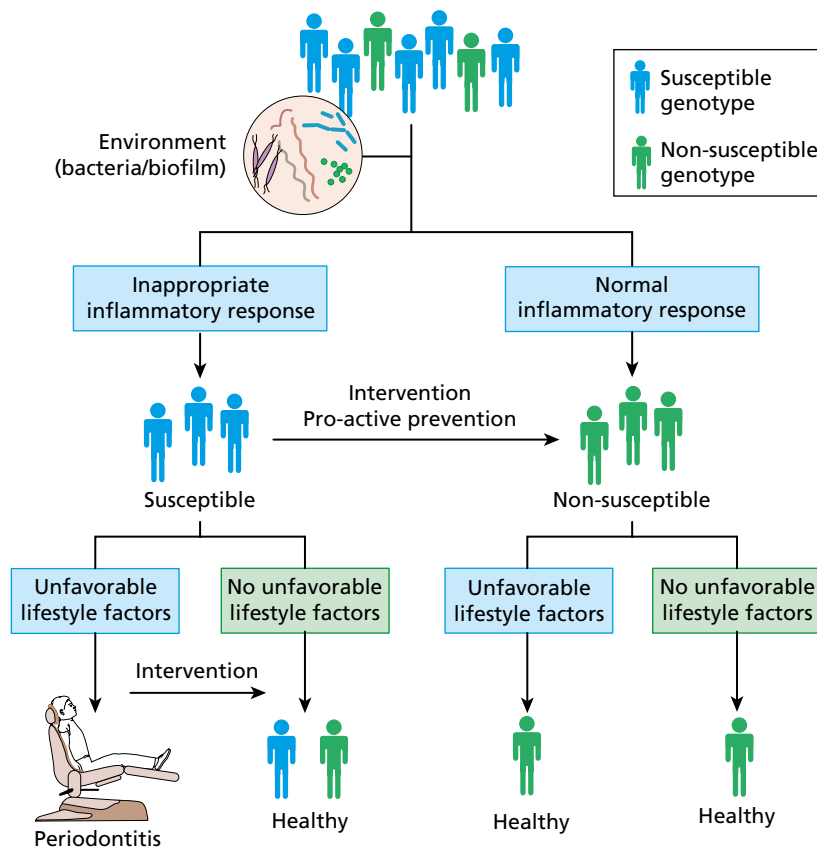 Susceptible
genotype
Non-susceptible
genotype
Environment
(bacteria/biofilm)
Inappropriate
inflammatory response
Normal
inflammatory response
Intervention
Pro-active prevention
Susceptible
Non-susceptible
Unfavorable
lifestyle factors
No unfavorable
lifestyle factors
Unfavorable
lifestyle factors
No unfavorable
lifestyle factors
Intervention
Periodontitis
Healthy
Healthy
Healthy